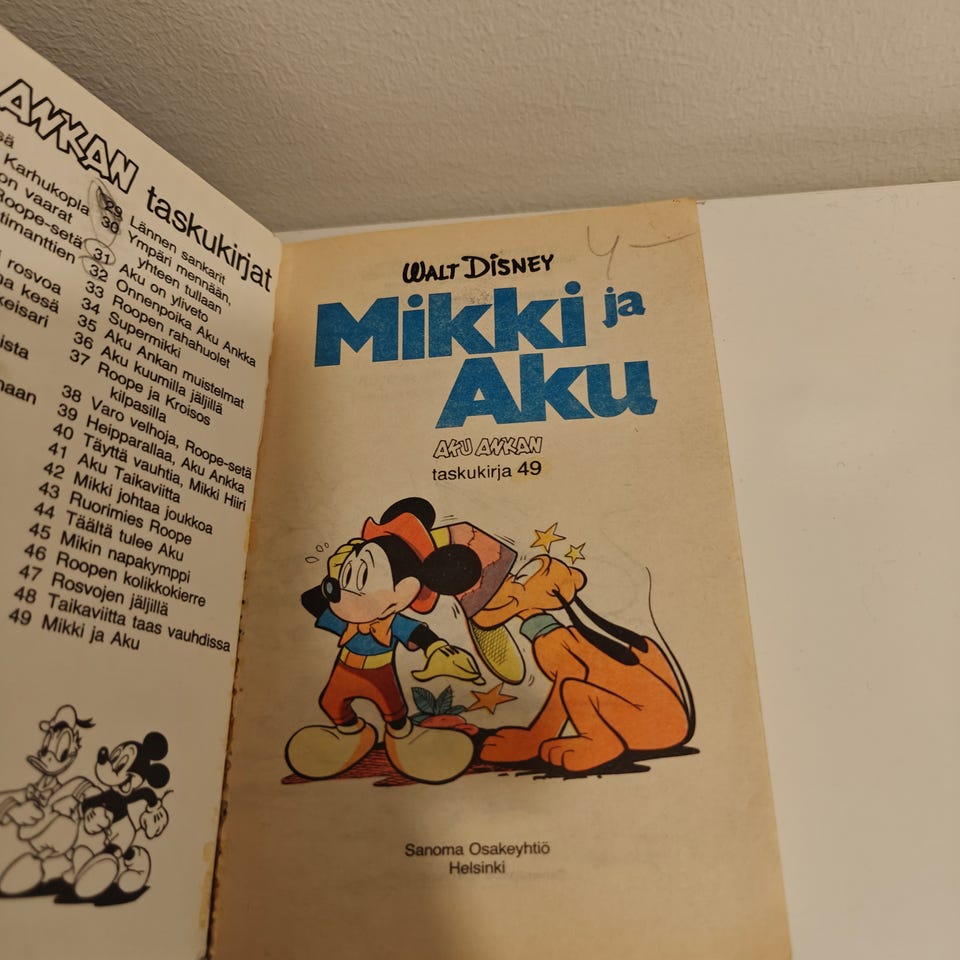 ANKAN taskukirjat
Karhukopla
on vaarat
Roope-setä
timanttien
rosvoa
kesä
29 Lännen sankarit
30 Ympäri mennään,
yhteen tullaan
31 Aku on yliveto
32 Onnenpoika Aku Ankka
33 Roopen rahahuolet
34 Supermikki
35 Aku Ankan muistelmat
36 Aku kuumilla jäljillä
37 Roope ja Kroisos
kilpasilla
38 Varo velhoja, Roope-setä
39 Heipparallaa, Aku Ankka
40 Täyttä vauhtia, Mikki Hiiri
41 Aku Taikaviitta
42 Mikki johtaa joukkoa
43 Ruorimies Roope
44 Täältä tulee Aku
45 Mikin napakymppi
46 Roopen kolikkokierre
47 Rosvojen jäljillä
48 Taikaviitta taas vauhdissa
49 Mikki ja Aku
WALT DISNEY
Mikki ja
Aku
AKU ANKAN
taskukirja 49
Sanoma Osakeyhtiö
Helsinki